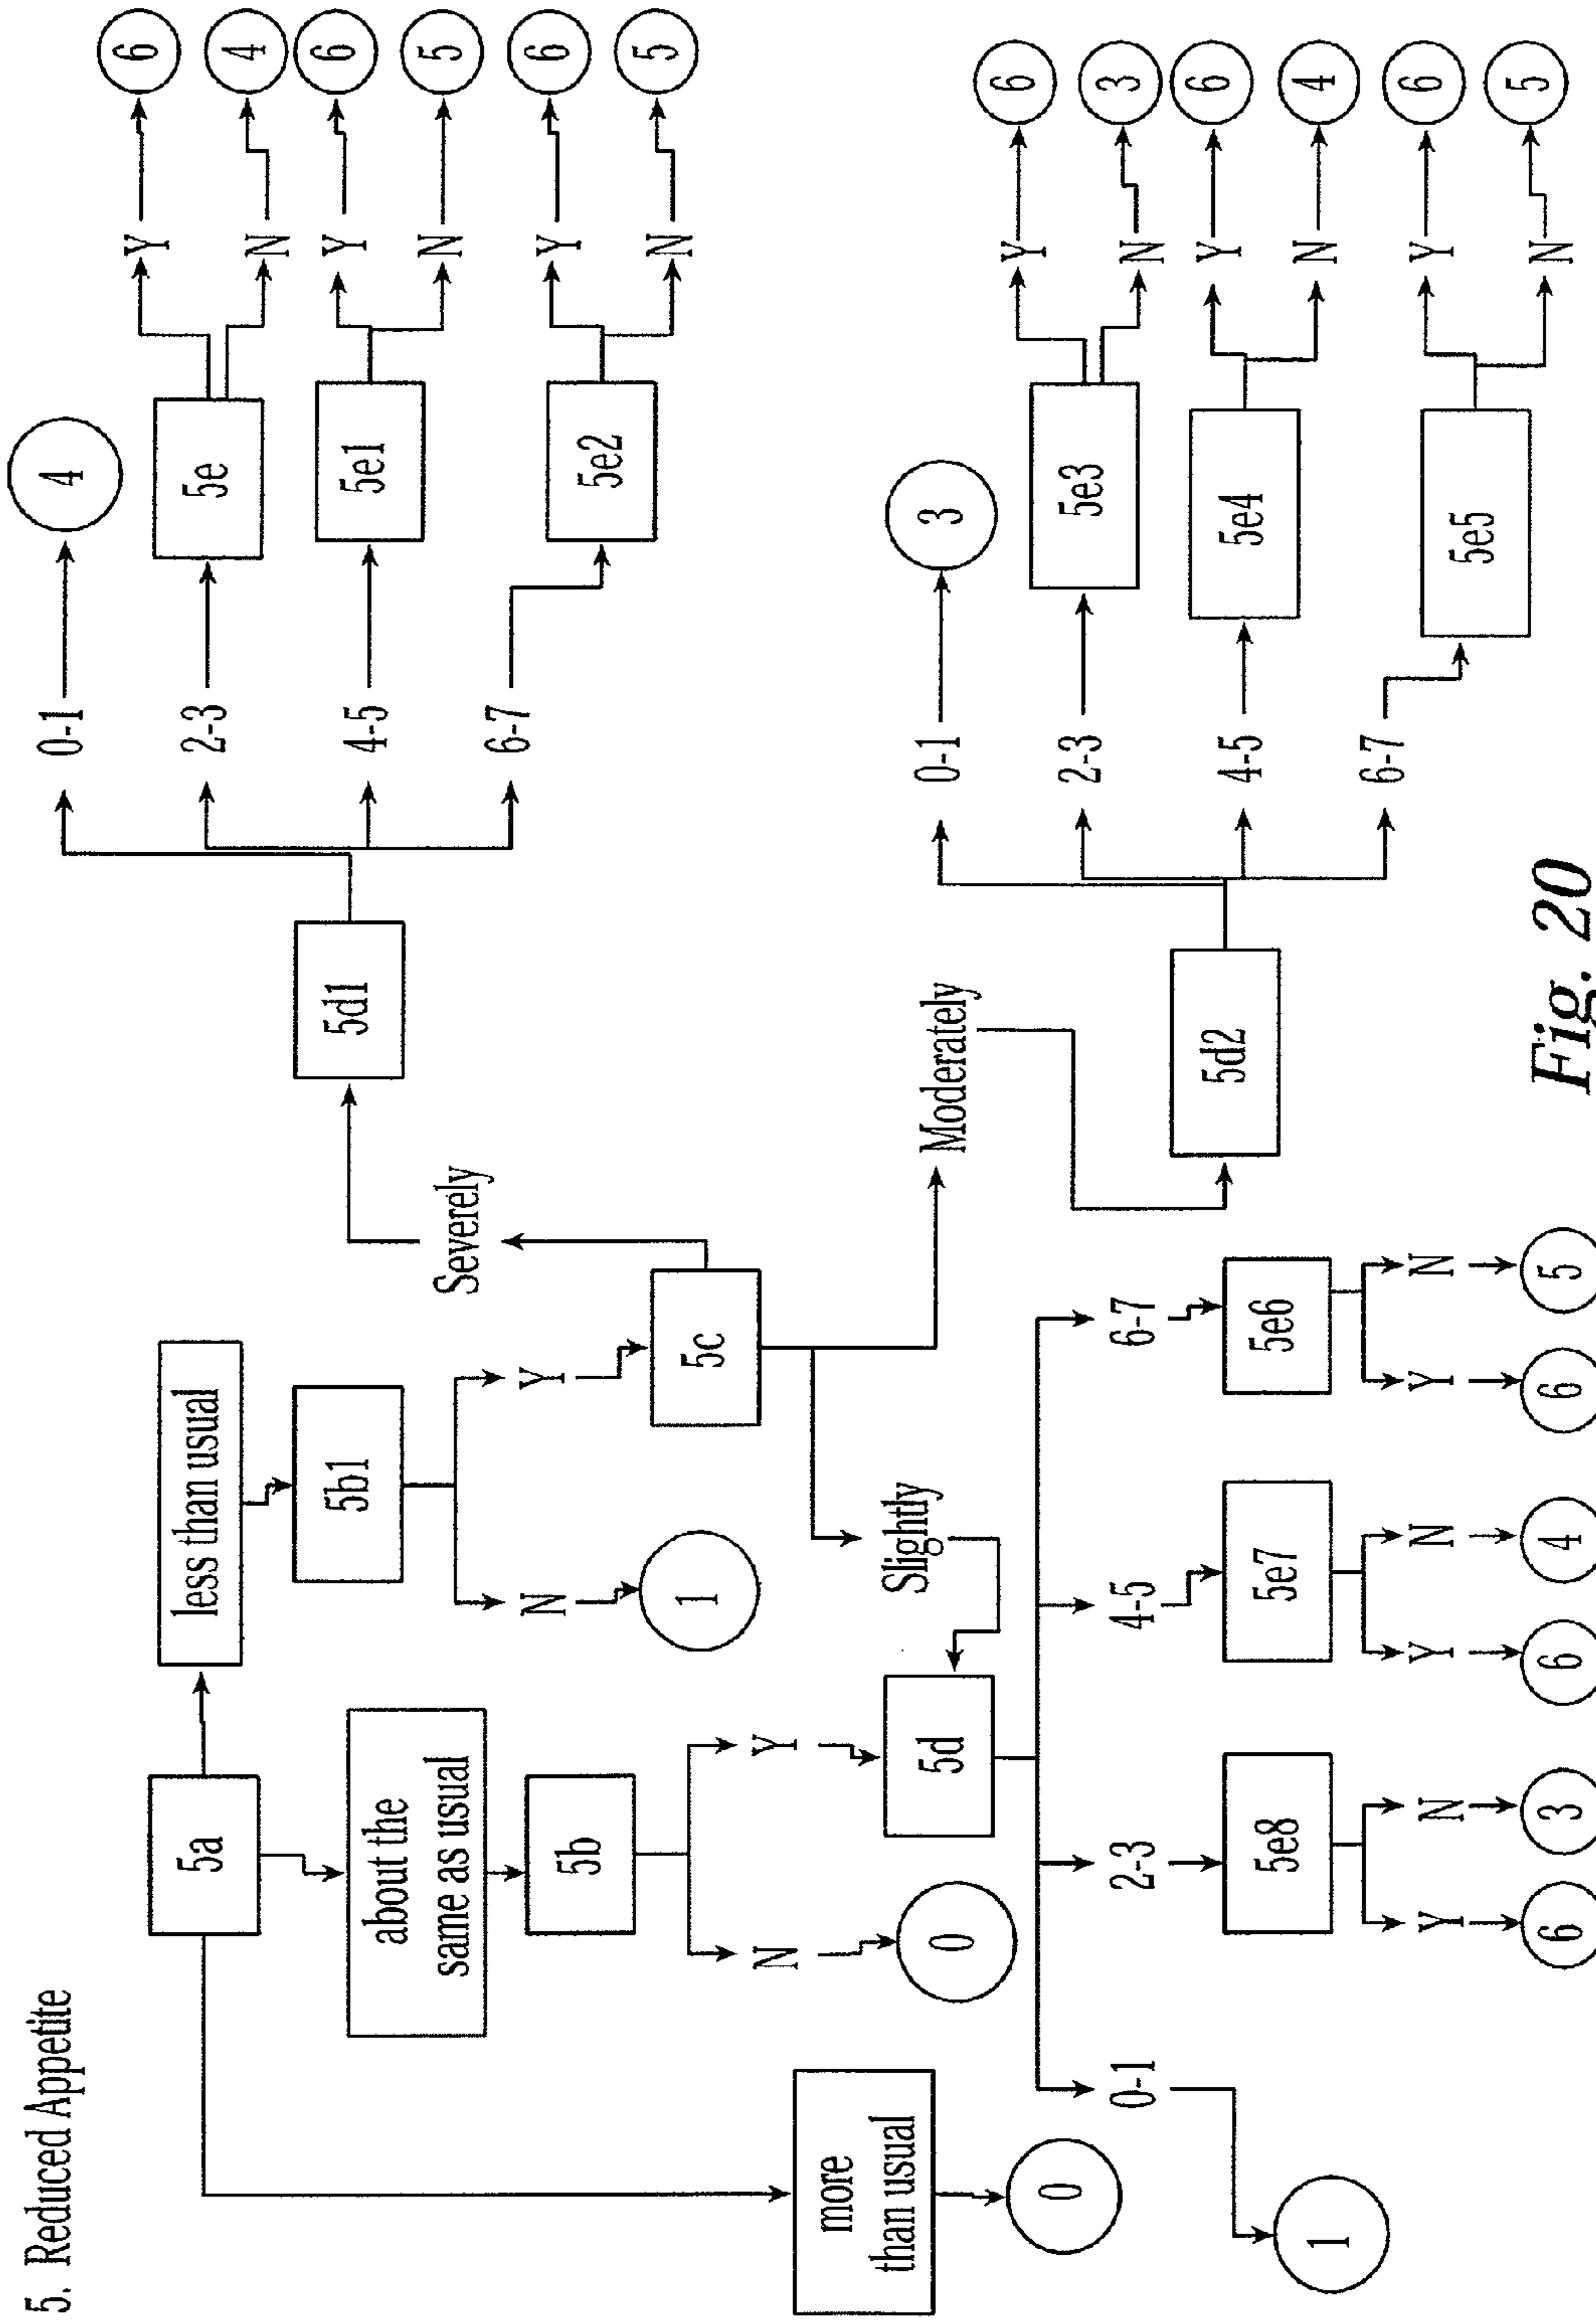 5. Reduced Appetite
5a
less than usual
about the
same as usual
more
than usual
0
5b1
N
Y
1
5c
Severely
Moderately
Slightly
5b
N
Y
0
5d
0-1
2-3
4-5
6-7
1
5e8
Y
N
6
3
5e7
Y
N
6
4
5e6
Y
N
6
5
5d1
0-1
4
2-3
5e
Y
6
N
4
4-5
5e1
Y
6
N
5
6-7
5e2
Y
6
N
5
5d2
0-1
3
2-3
5e3
Y
6
N
3
4-5
5e4
Y
6
N
4
6-7
5e5
Y
6
N
5
Fig. 20